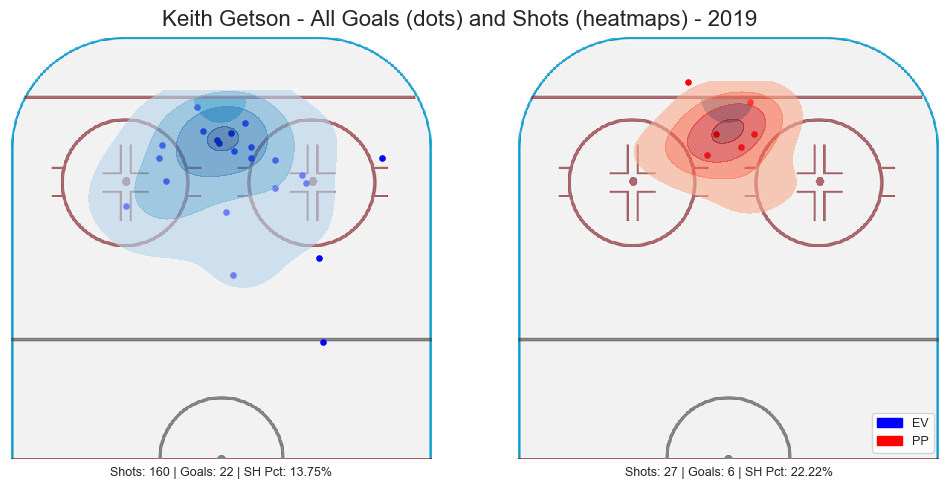 Keith Getson - All Goals (dots) and Shots (heatmaps) - 2019
EV
PP
Shots: 160 | Goals: 22 | SH Pct: 13.75%
Shots: 27 | Goals: 6 | SH Pct: 22.22%